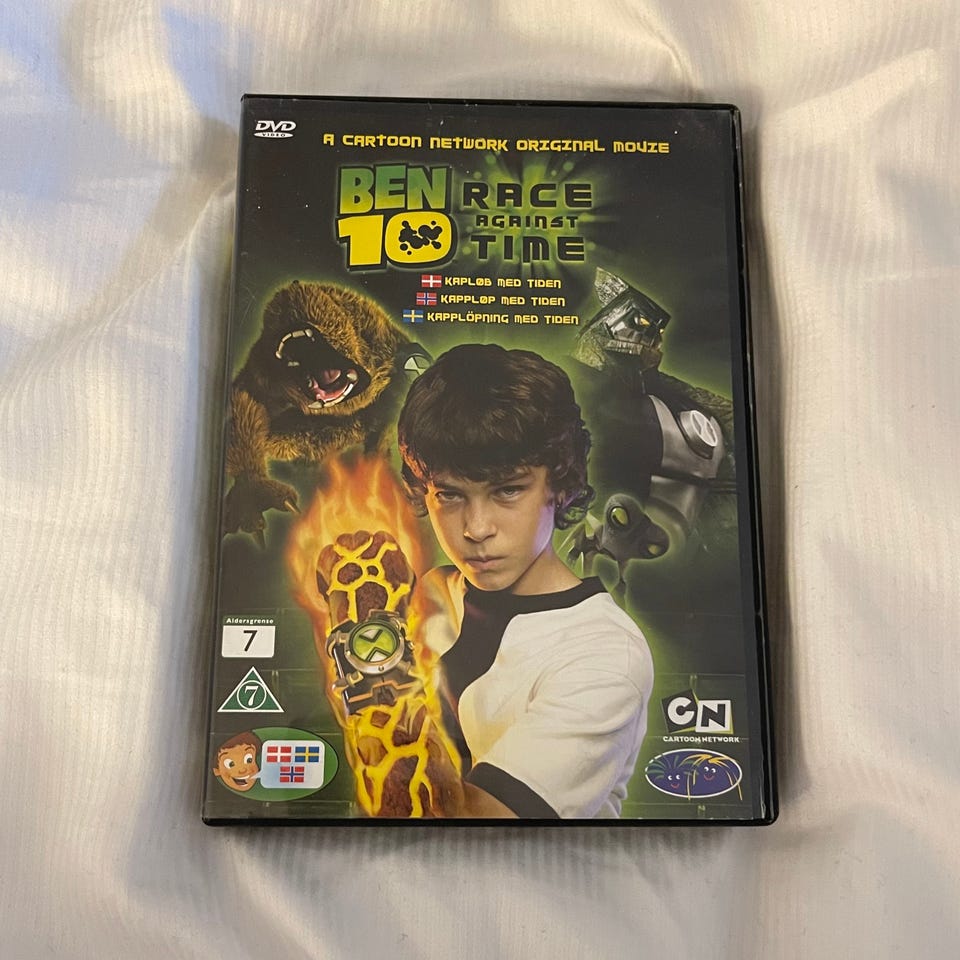 DVD
VIDEO
A CARTOON NETWORK ORIGINAL MOVIE
BEN
10
RACE
AGAINST
TIME
KAPLØB MED TIDEN
KAPPLØP MED TIDEN
KAPPLÖPNING MED TIDEN
Aldersgrense
7
7
CN
CARTOON NETWORK